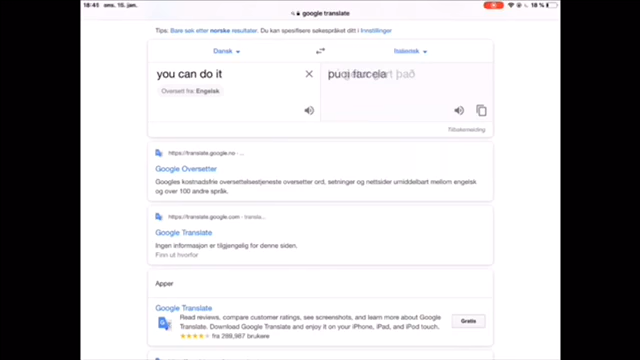 18:41 ons. 15. jan.
18 %
google translate
Tips: Bare søk etter norske resultater. Du kan spesifisere søkespråket ditt i Innstillinger
Dansk
Italiensk
you can do it
Oversett fra: Engelsk
puoi farcela
Tilbakemelding
https://translate.google.no › ...
Google Oversetter
Googles kostnadsfrie oversettelsestjeneste oversetter ord, setninger og nettsider umiddelbart mellom engelsk
og over 100 andre språk.
https://translate.google.com › transla...
Google Translate
Ingen informasjon er tilgjengelig for denne siden.
Finn ut hvorfor
Apper
Google Translate
Read reviews, compare customer ratings, see screenshots, and learn more about Google
Translate. Download Google Translate and enjoy it on your iPhone, iPad, and iPod touch.
fra 299,987 brukere
Gratis